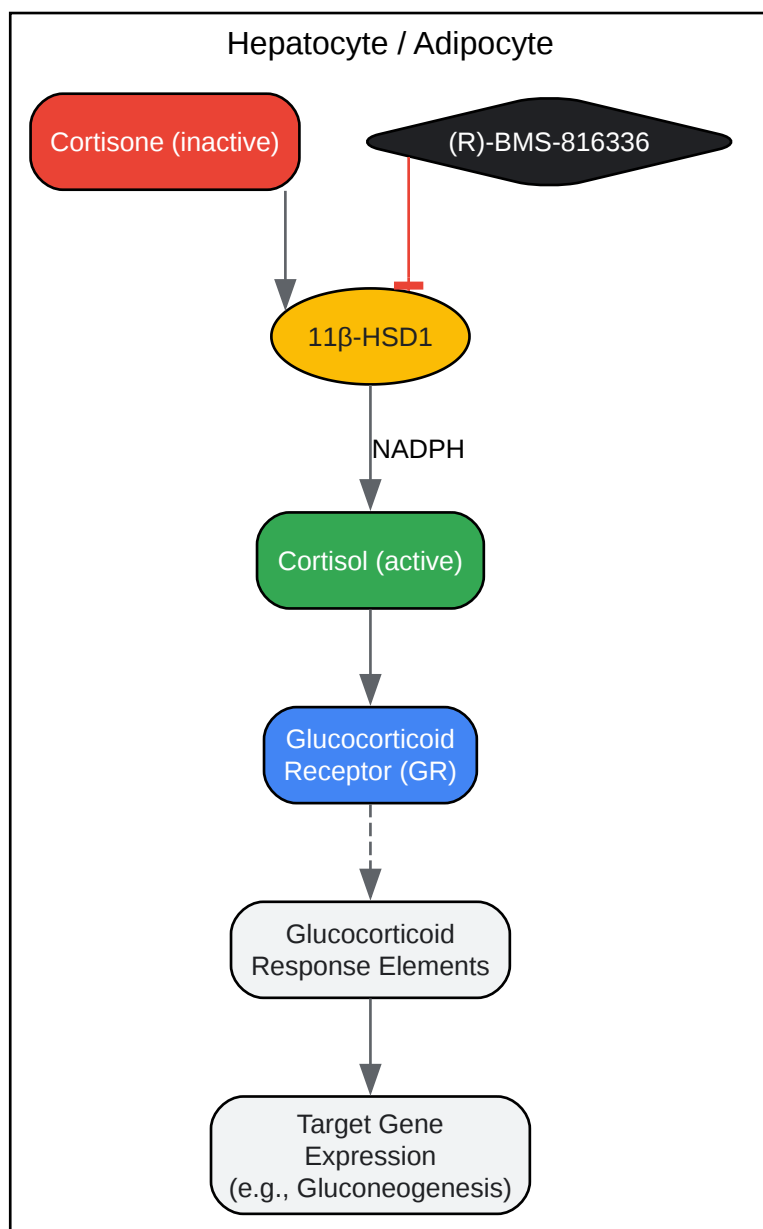 Hepatocyte / Adipocyte
Cortisone (inactive)
(R)-BMS-816336
11β-HSD1
NADPH
Cortisol (active)
Glucocorticoid
Receptor (GR)
Glucocorticoid
Response Elements
Target Gene
Expression
(e.g., Gluconeogenesis)